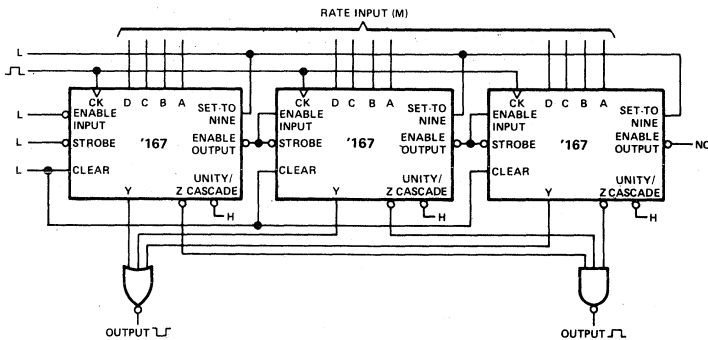 RATE INPUT (M)
L
CK D C B A
ENABLE INPUT
SET-TO NINE
L
'167
ENABLE OUTPUT
L
STROBE
L
CLEAR
UNITY/ CASCADE
Y
Z
H
CK D C B A
ENABLE INPUT
SET-TO NINE
'167
ENABLE OUTPUT
STROBE
CLEAR
UNITY/ CASCADE
Y
Z
H
CK D C B A
ENABLE INPUT
SET-TO NINE
'167
ENABLE OUTPUT
NC
STROBE
CLEAR
UNITY/ CASCADE
Y
Z
H
OUTPUT
OUTPUT